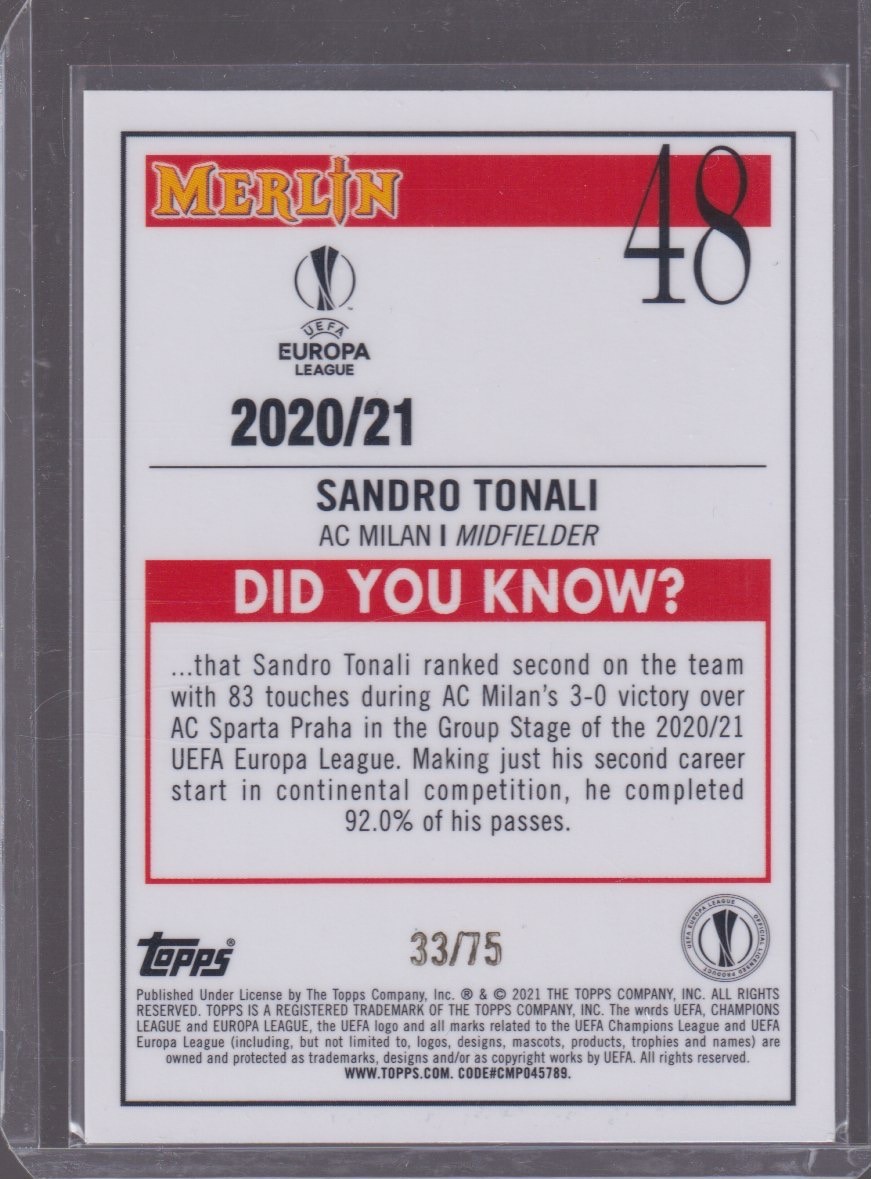 MERLIN
48
UEFA
EUROPA
LEAGUE
2020/21
SANDRO TONALI
AC MILAN I MIDFIELDER
DID YOU KNOW?
...that Sandro Tonali ranked second on the team
with 83 touches during AC Milan's 3-0 victory over
AC Sparta Praha in the Group Stage of the 2020/21
UEFA Europa League. Making just his second career
start in continental competition, he completed
92.0% of his passes.
topps®
33/75
UEFA EUROPA LEAGUE
OFFICIAL LICENSED PRODUCT
Published Under License by The Topps Company, Inc. ® & © 2021 THE TOPPS COMPANY, INC. ALL RIGHTS
RESERVED. TOPPS IS A REGISTERED TRADEMARK OF THE TOPPS COMPANY, INC. The words UEFA, CHAMPIONS
LEAGUE and EUROPA LEAGUE, the UEFA logo and all marks related to the UEFA Champions League and UEFA
Europa League (including, but not limited to, logos, designs, mascots, products, trophies and names) are
owned and protected as trademarks, designs and/or as copyright works by UEFA. All rights reserved.
WWW.TOPPS.COM. CODE#CMP045789.